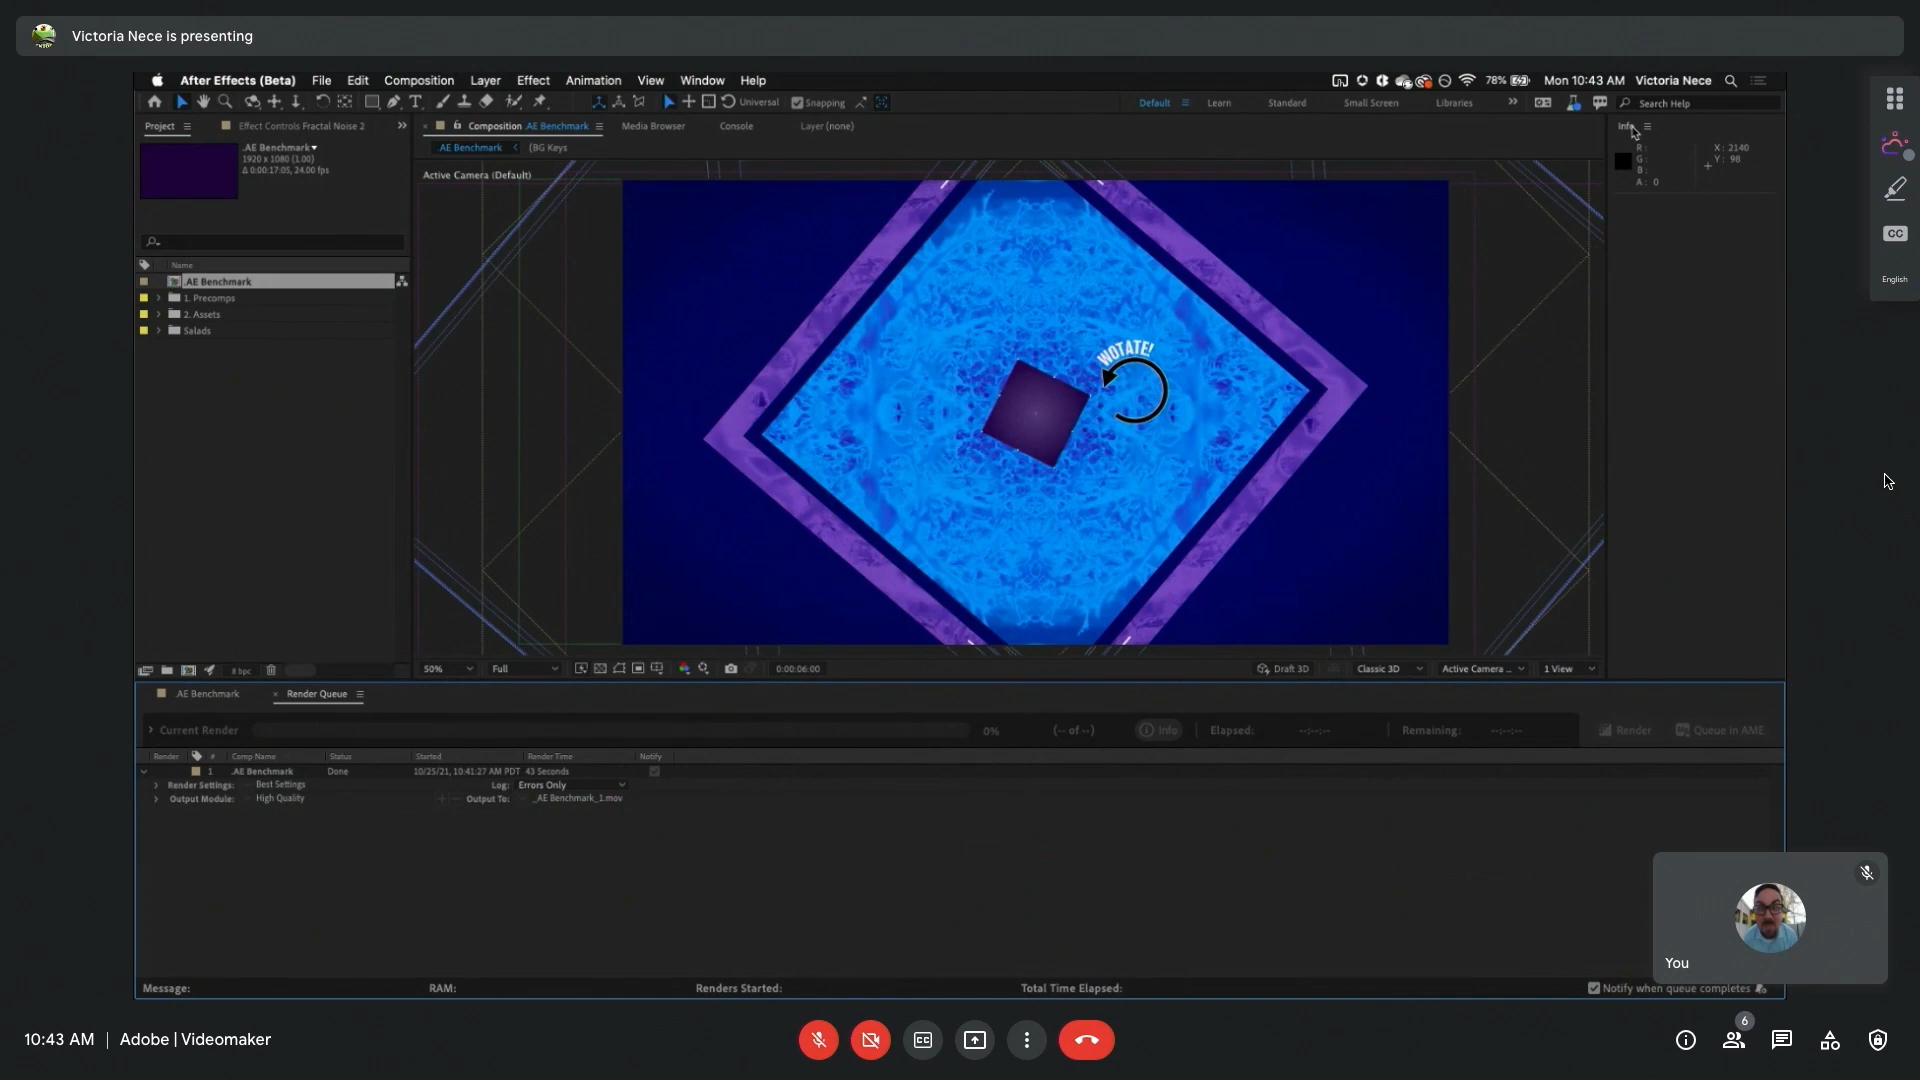 Victoria Nece is presenting
After Effects (Beta) File Edit Composition Layer Effect Animation View Window Help 78% Mon 10:43 AM Victoria Nece
Universal Snapping Default Learn Standard Small Screen Libraries Search Help
Project Effect Controls Fractal Noise 2 Composition .AE Benchmark Media Browser Console Layer (none) Info
.AE Benchmark
1920 x 1080 (1.00)
Δ 0:00:17:05, 24.00 fps
.AE Benchmark (BG Keys
R: X: 2140
G: Y: 98
B:
A: 0
Active Camera (Default)
Name
.AE Benchmark
1. Precomps
2. Assets
Salads
WOTATE!
8 bpc 50% Full 0:00:06:00 Draft 3D Classic 3D Active Camera ... 1 View
.AE Benchmark Render Queue
Current Render 0% (-- of --) Info Elapsed: --:--:-- Remaining: --:--:-- Render Queue in AME
Render # Comp Name Status Started Render Time Notify
1 .AE Benchmark Done 10/25/21, 10:41:27 AM PDT 43 Seconds
Render Settings: Best Settings Log: Errors Only
Output Module: High Quality Output To: _AE Benchmark_1.mov
Message: RAM: Renders Started: Total Time Elapsed: Notify when queue completes
CC
English
You
10:43 AM | Adobe | Videomaker
CC
6